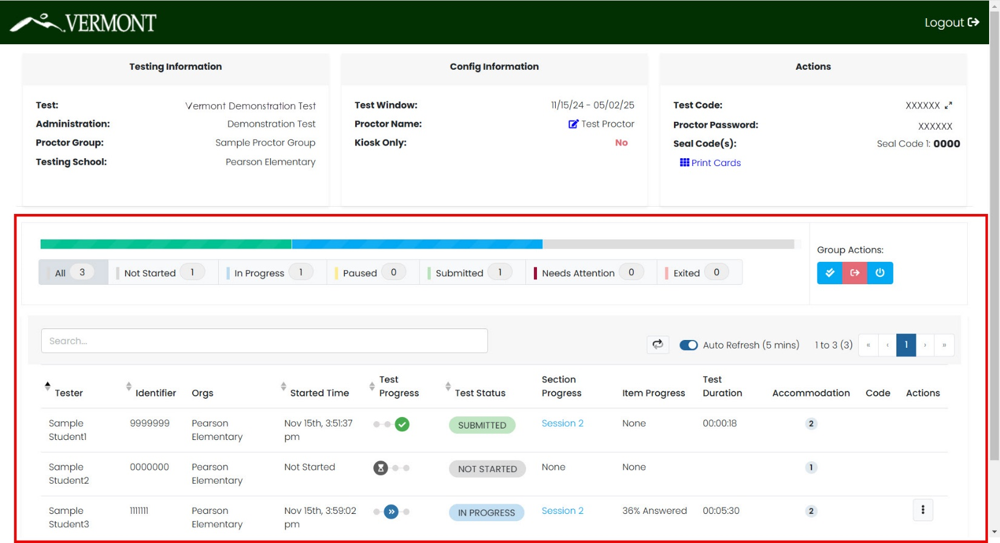 VERMONT
Logout
Testing Information
Test: Vermont Demonstration Test
Administration: Demonstration Test
Proctor Group: Sample Proctor Group
Testing School: Pearson Elementary
Config Information
Test Window: 11/15/24 - 05/02/25
Proctor Name: Test Proctor
Kiosk Only: No
Actions
Test Code: XXXXXX
Proctor Password: XXXXXX
Seal Code(s): Seal Code 1: 0000
Print Cards
All 3 Not Started 1 In Progress 1 Paused 0 Submitted 1 Needs Attention 0 Exited 0
Group Actions:
Search...
Auto Refresh (5 mins) 1 to 3 (3) « ‹ 1 › »
Tester Identifier Orgs Started Time Test Progress Test Status Section Progress Item Progress Test Duration Accommodation Code Actions
Sample Student1 9999999 Pearson Elementary Nov 15th, 3:51:37 pm SUBMITTED Session 2 None 00:00:18 2
Sample Student2 0000000 Pearson Elementary Not Started NOT STARTED None None 1
Sample Student3 1111111 Pearson Elementary Nov 15th, 3:59:02 pm IN PROGRESS Session 2 36% Answered 00:05:30 2